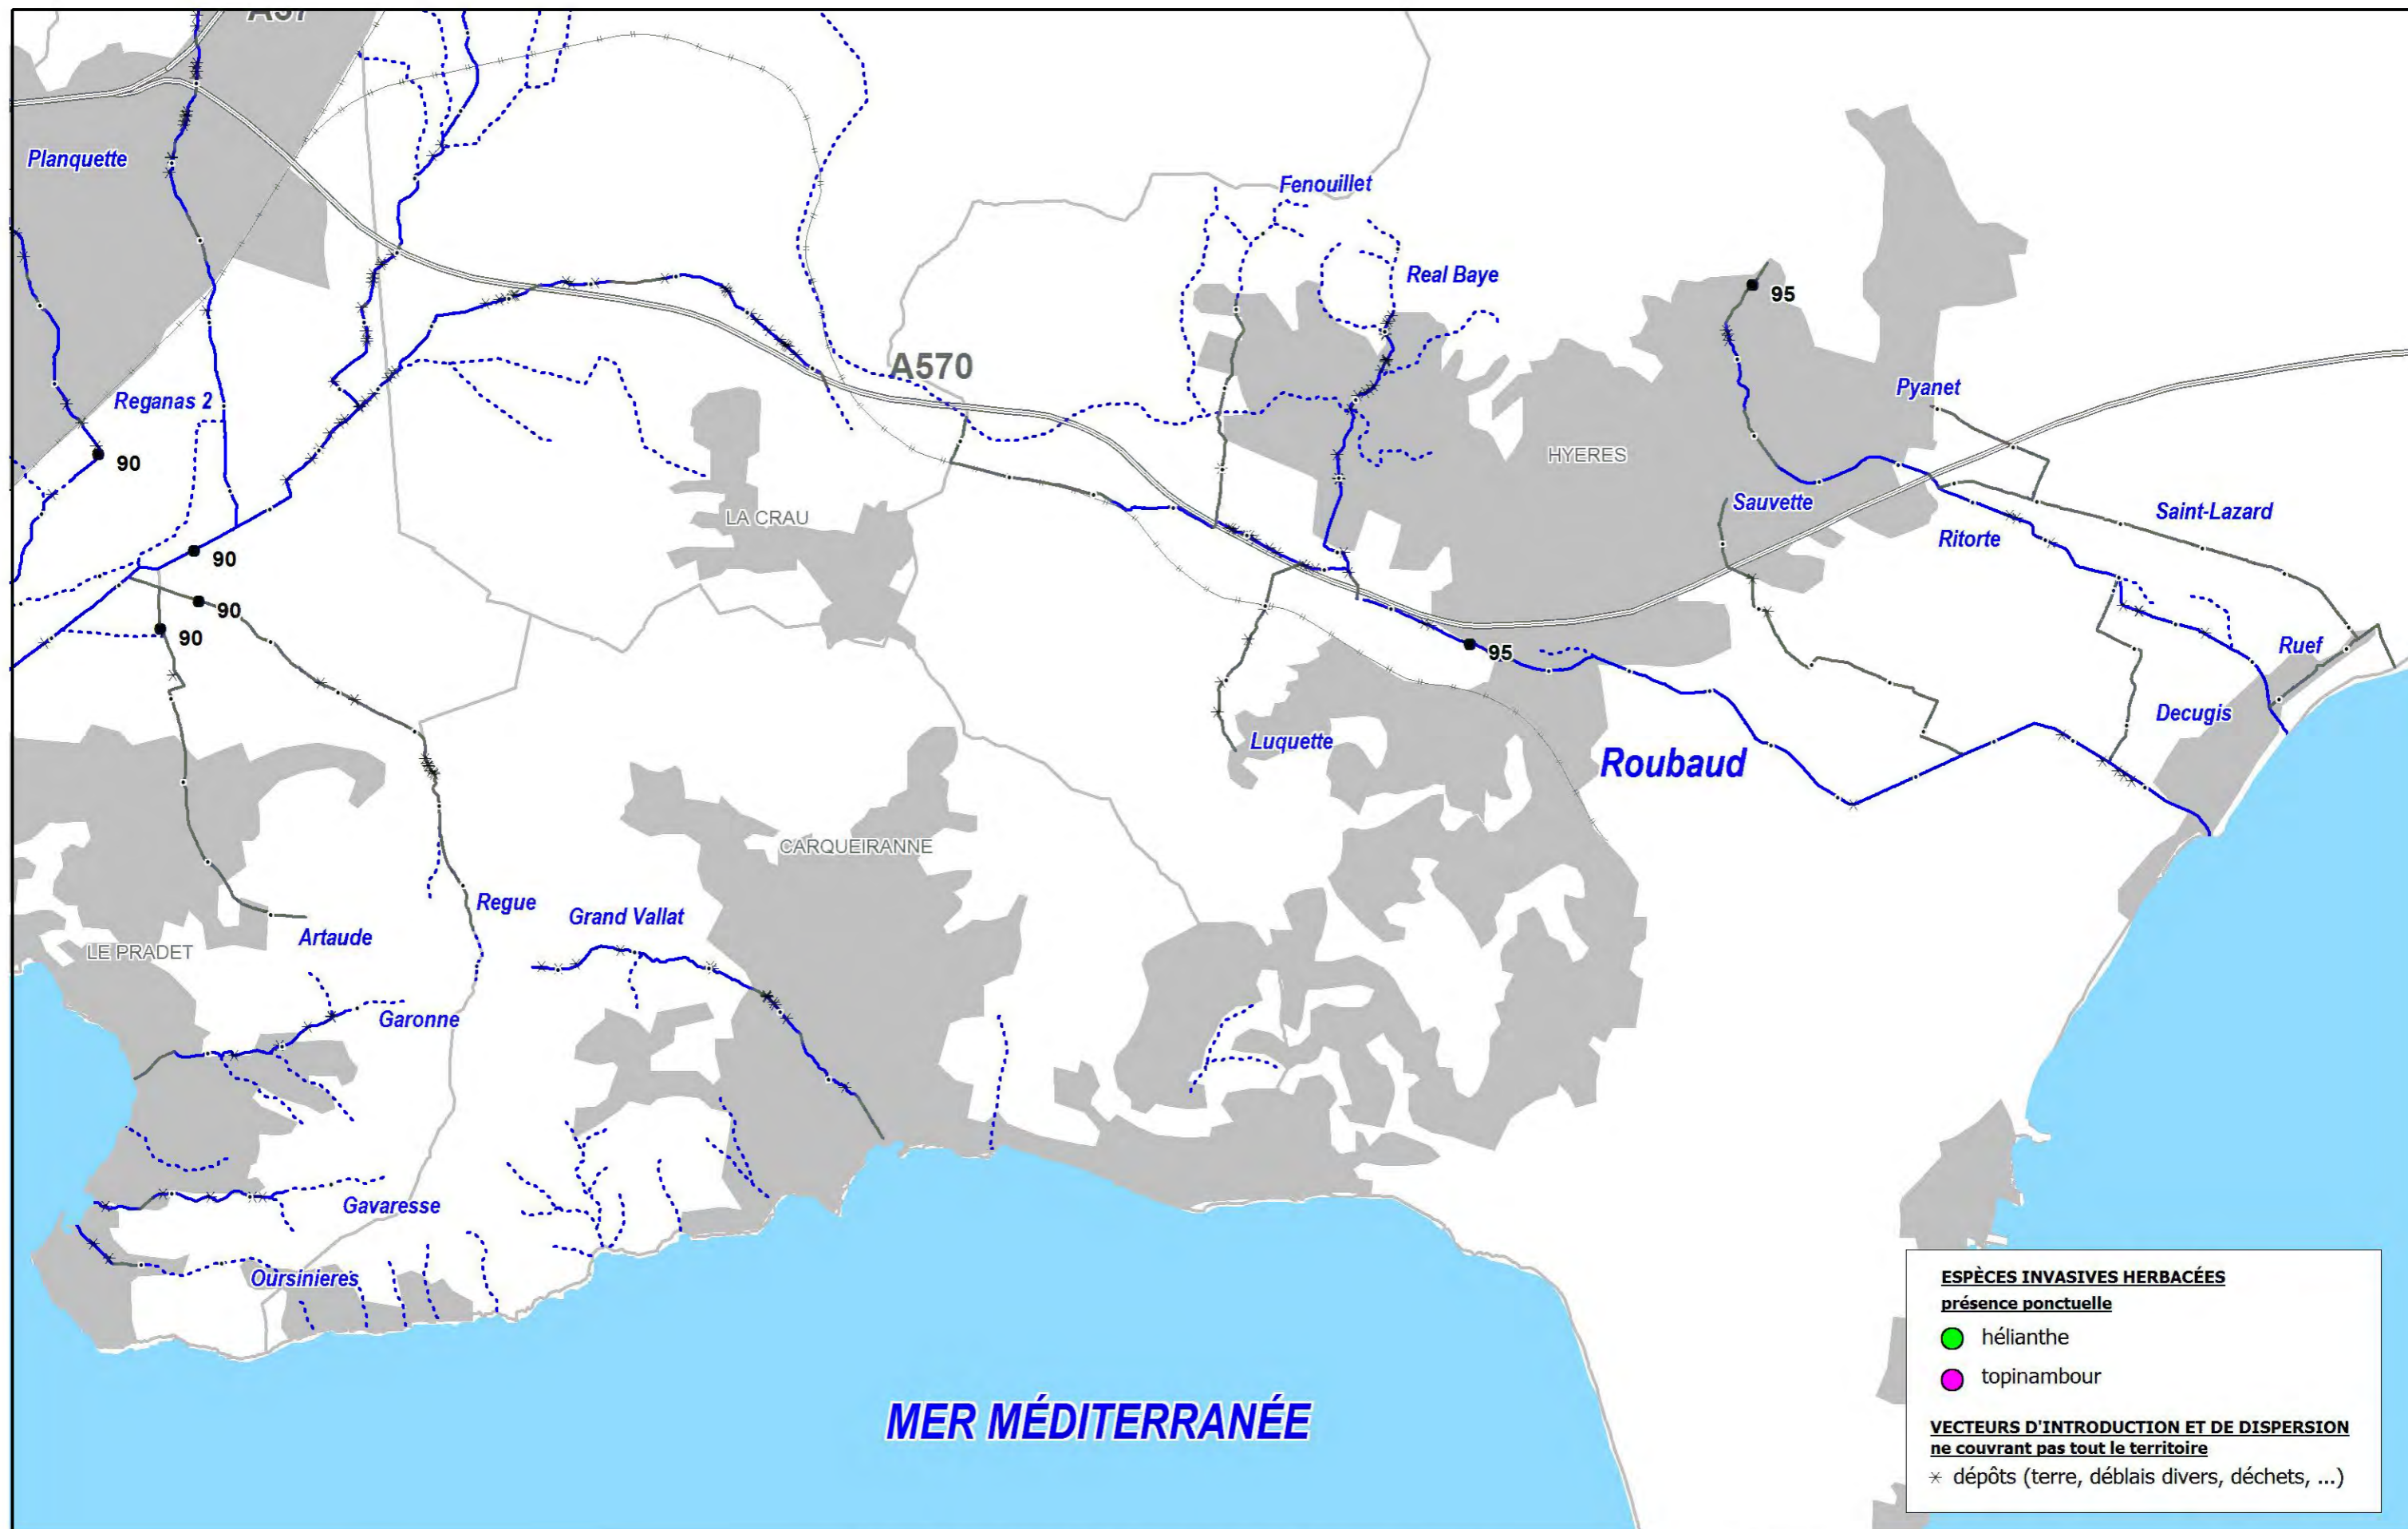 A57
Planquette
Fenouillet
Real Baye
95
A570
Pyanet
Reganas 2
HYERES
90
Sauvette
Saint-Lazard
LA CRAU
Ritorte
90
90
90
Ruef
95
Decugis
Luquette
Roubaud
CARQUEIRANNE
Regue
Grand Vallat
Artaude
LE PRADET
Garonne
Gavaresse
Oursinieres
MER MÉDITERRANÉE
ESPÈCES INVASIVES HERBACÉES
présence ponctuelle
hélianthe
topinambour
VECTEURS D'INTRODUCTION ET DE DISPERSION
ne couvrant pas tout le territoire
dépôts (terre, déblais divers, déchets, ...)